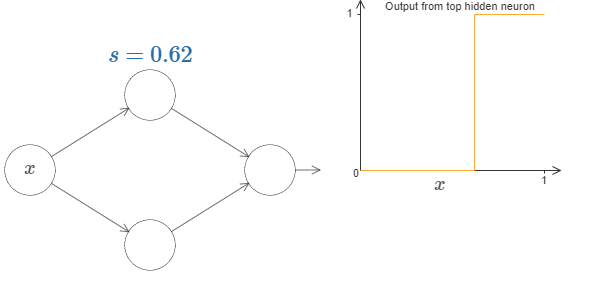 s = 0.62
x
Output from top hidden neuron
1
0
x
1